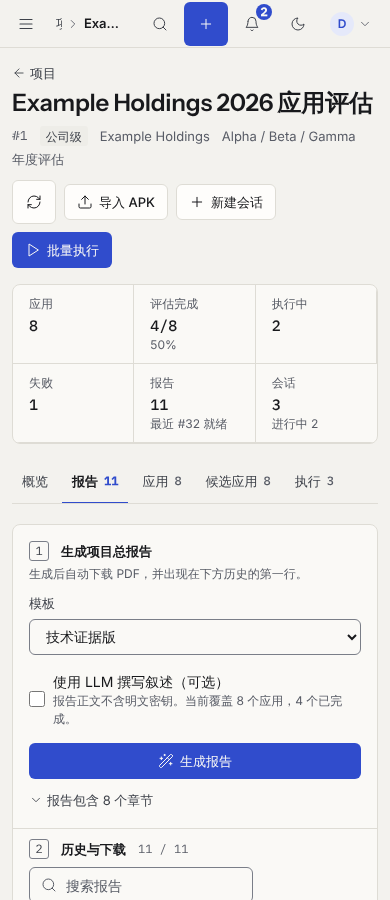 Exa...
2
D
项目
Example Holdings 2026 应用评估
#1 公司级 Example Holdings Alpha / Beta / Gamma
年度评估
导入 APK
新建会话
批量执行
应用
8
评估完成
4/8
50%
执行中
2
失败
1
报告
11
最近 #32 就绪
会话
3
进行中 2
概览 报告 11 应用 8 候选应用 8 执行 3
1 生成项目总报告
生成后自动下载 PDF，并出现在下方历史的第一行。
模板
技术证据版
使用 LLM 撰写叙述（可选）
报告正文不含明文密钥。当前覆盖 8 个应用，4 个已完
成。
生成报告
报告包含 8 个章节
2 历史与下载 11 / 11
搜索报告